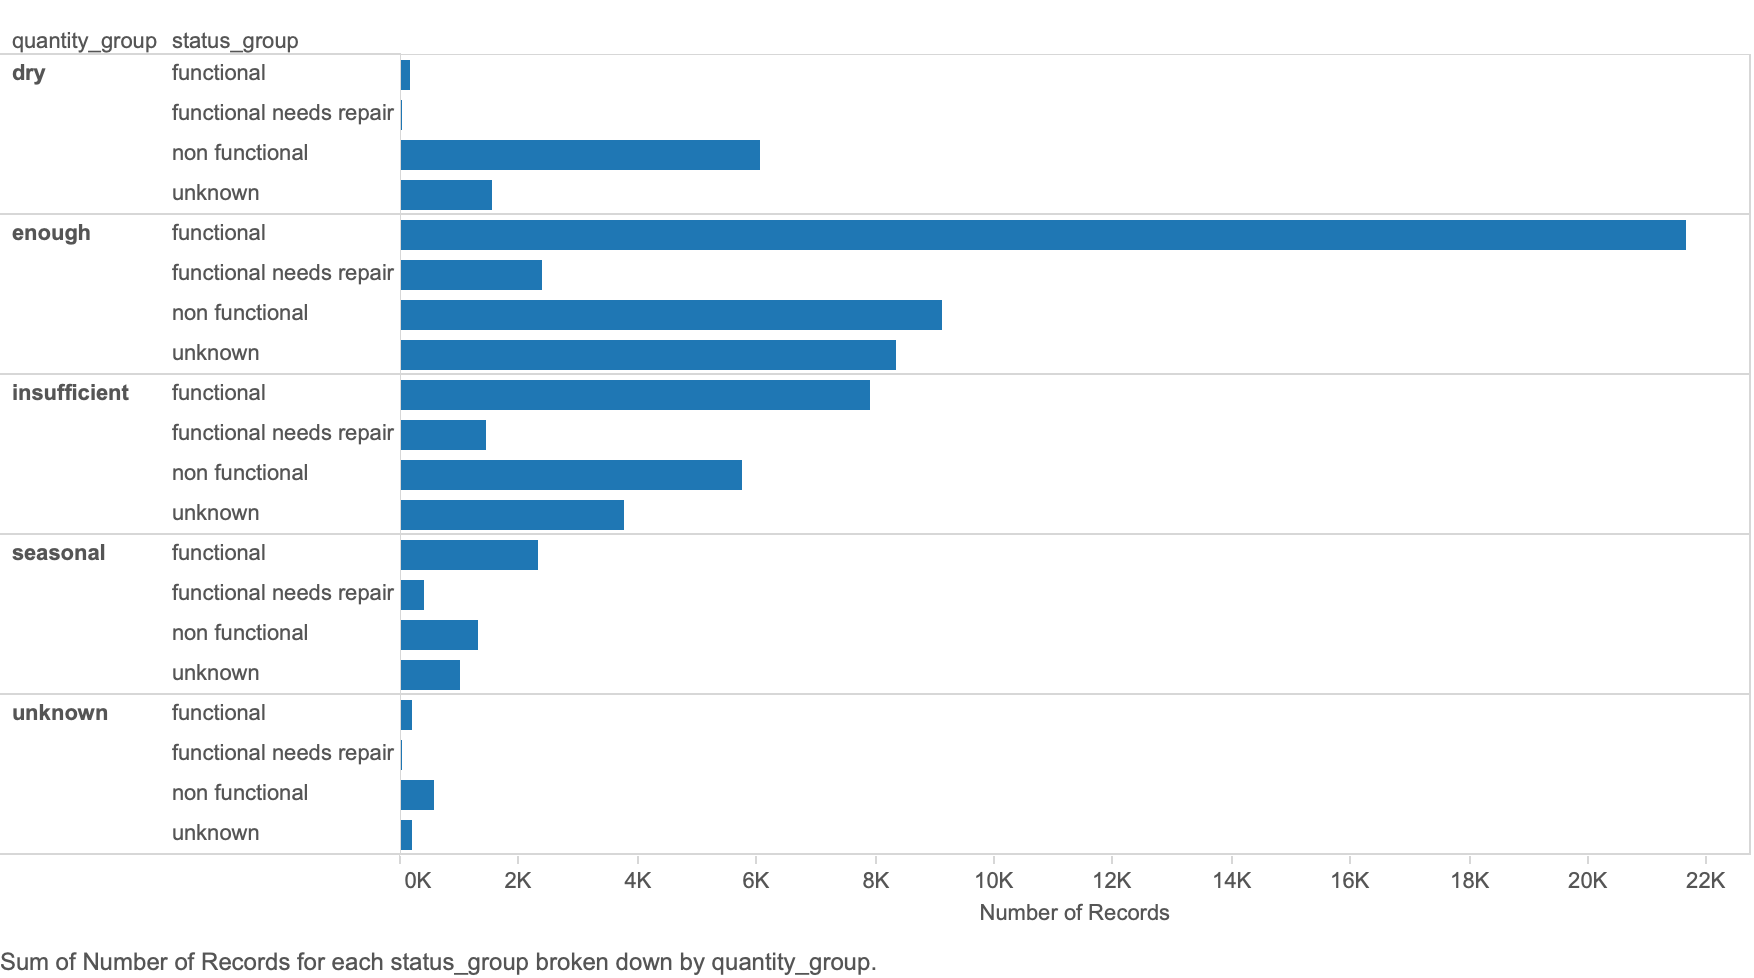 quantity_group status_group
dry functional
functional needs repair
non functional
unknown
enough functional
functional needs repair
non functional
unknown
insufficient functional
functional needs repair
non functional
unknown
seasonal functional
functional needs repair
non functional
unknown
unknown functional
functional needs repair
non functional
unknown
0K 2K 4K 6K 8K 10K 12K 14K 16K 18K 20K 22K
Number of Records
Sum of Number of Records for each status_group broken down by quantity_group.